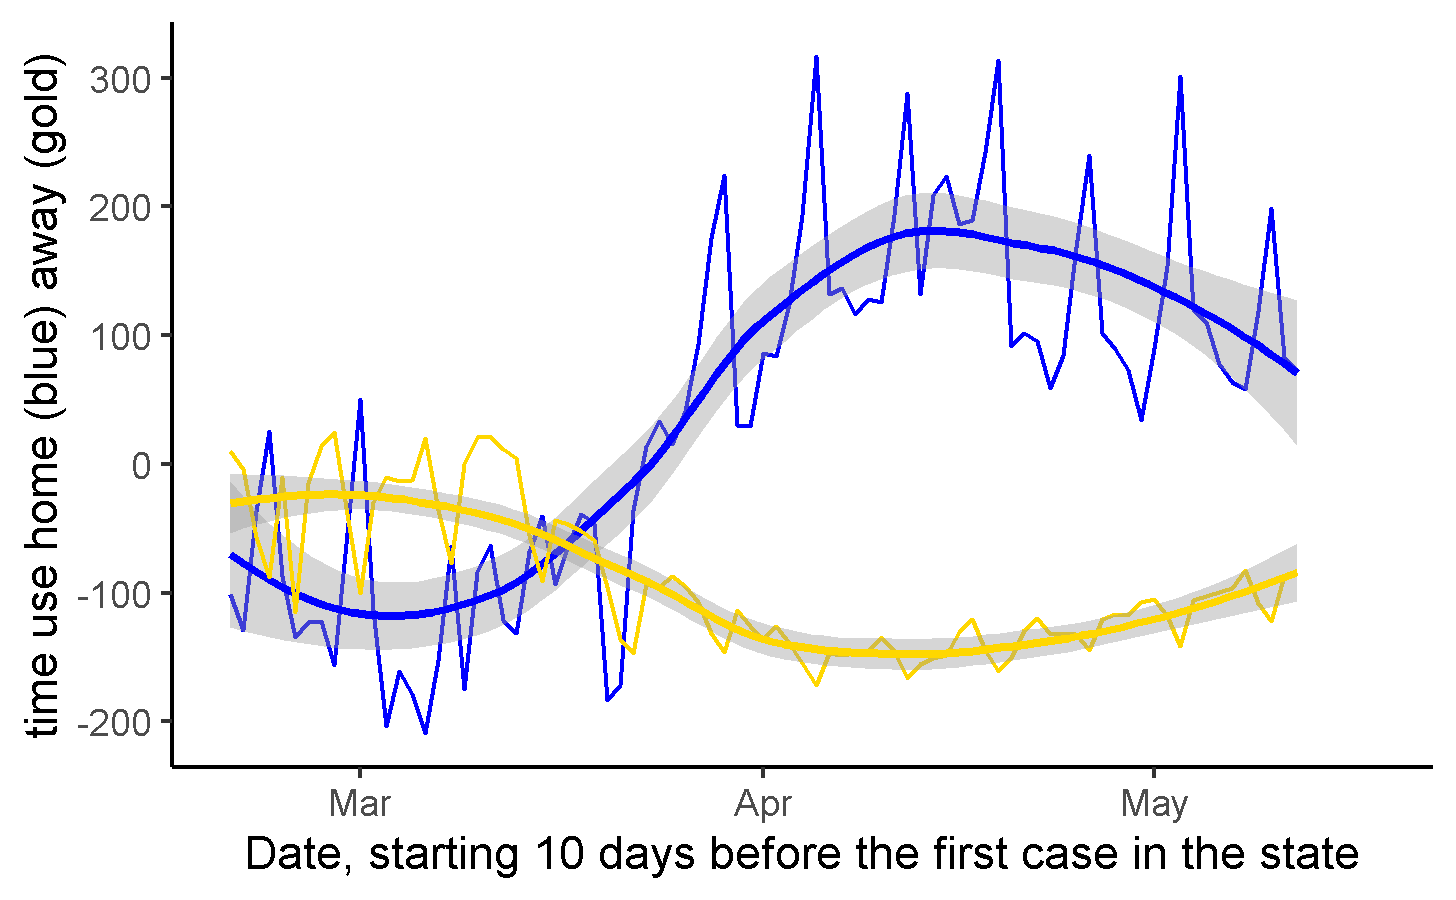 time use home (blue) away (gold)
300
200
100
0
-100
-200
Mar
Apr
May
Date, starting 10 days before the first case in the state